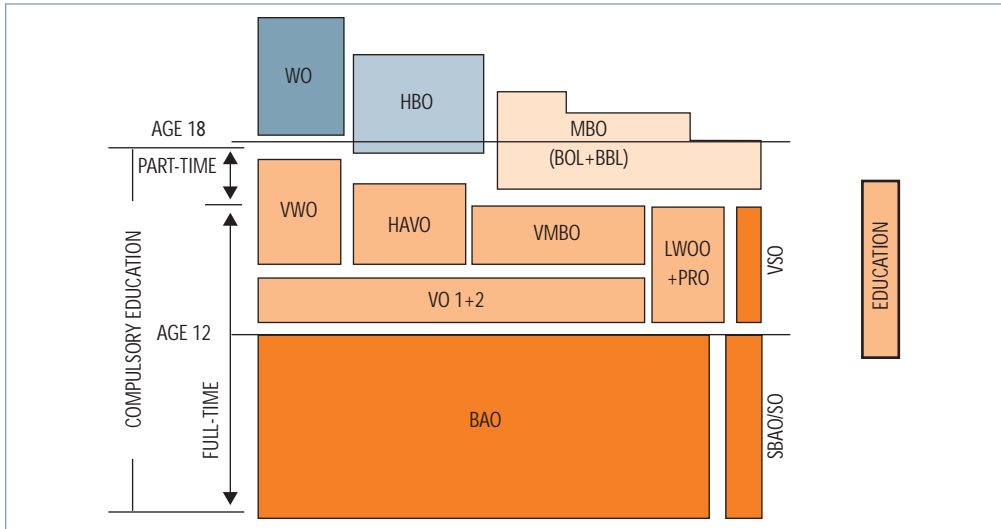 WO
HBO
MBO
AGE 18
(BOL+BBL)
PART-TIME
VWO
HAVO
VMBO
LWOO
+PRO
VSO
VO 1+2
EDUCATION
COMPULSORY EDUCATION
AGE 12
FULL-TIME
BAO
SBAO/SO